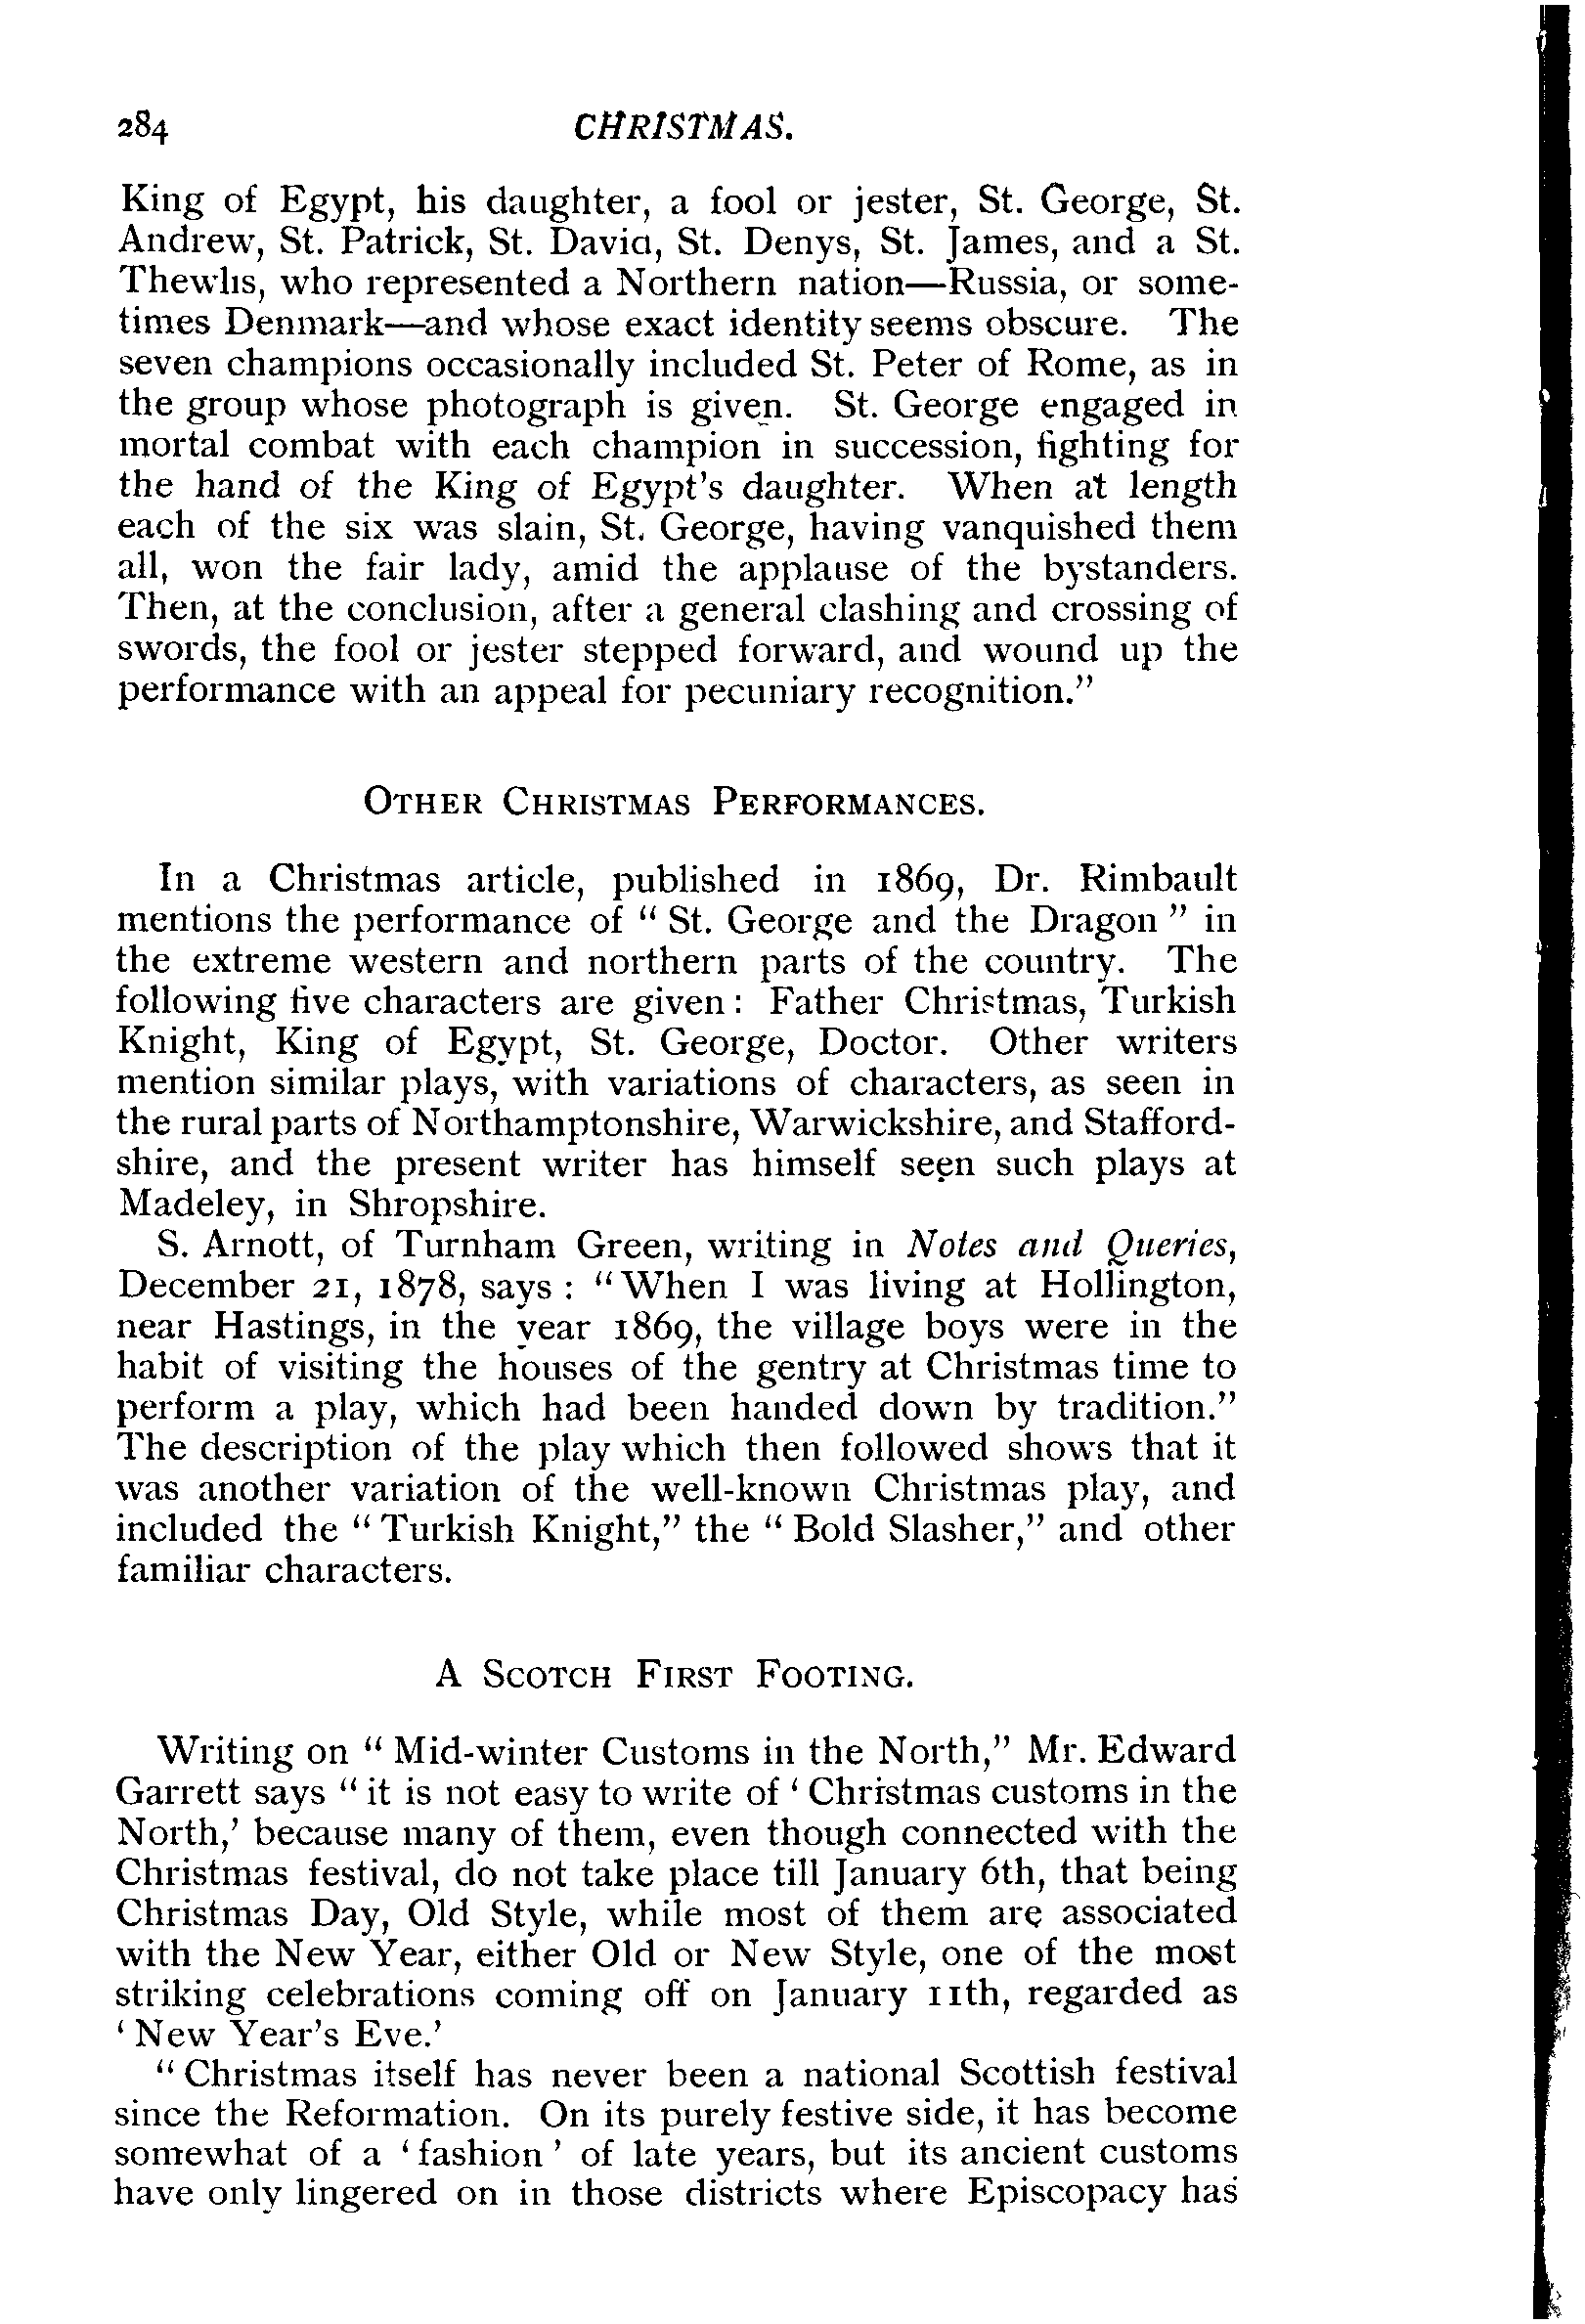 284 CHRISTMAS.
King of Egypt, his daughter, a fool or jester, St. George, St.
Andrew, St. Patrick, St. David, St. Denys, St. James, and a St.
Thewlis, who represented a Northern nation—Russia, or some-
times Denmark—and whose exact identity seems obscure. The
seven champions occasionally included St. Peter of Rome, as in
the group whose photograph is given. St. George engaged in
mortal combat with each champion in succession, fighting for
the hand of the King of Egypt's daughter. When at length
each of the six was slain, St. George, having vanquished them
all, won the fair lady, amid the applause of the bystanders.
Then, at the conclusion, after a general clashing and crossing of
swords, the fool or jester stepped forward, and wound up the
performance with an appeal for pecuniary recognition."
OTHER CHRISTMAS PERFORMANCES.
In a Christmas article, published in 1869, Dr. Rimbault
mentions the performance of " St. George and the Dragon " in
the extreme western and northern parts of the country. The
following five characters are given: Father Christmas, Turkish
Knight, King of Egypt, St. George, Doctor. Other writers
mention similar plays, with variations of characters, as seen in
the rural parts of Northamptonshire, Warwickshire, and Stafford-
shire, and the present writer has himself seen such plays at
Madeley, in Shropshire.
S. Arnott, of Turnham Green, writing in Notes and Queries,
December 21, 1878, says : "When I was living at Hollington,
near Hastings, in the year 1869, the village boys were in the
habit of visiting the houses of the gentry at Christmas time to
perform a play, which had been handed down by tradition."
The description of the play which then followed shows that it
was another variation of the well-known Christmas play, and
included the " Turkish Knight," the " Bold Slasher," and other
familiar characters.
A SCOTCH FIRST FOOTING.
Writing on " Mid-winter Customs in the North," Mr. Edward
Garrett says " it is not easy to write of ' Christmas customs in the
North,' because many of them, even though connected with the
Christmas festival, do not take place till January 6th, that being
Christmas Day, Old Style, while most of them are associated
with the New Year, either Old or New Style, one of the most
striking celebrations coming off on January 11th, regarded as
' New Year's Eve.'
" Christmas itself has never been a national Scottish festival
since the Reformation. On its purely festive side, it has become
somewhat of a ' fashion ' of late years, but its ancient customs
have only lingered on in those districts where Episcopacy has